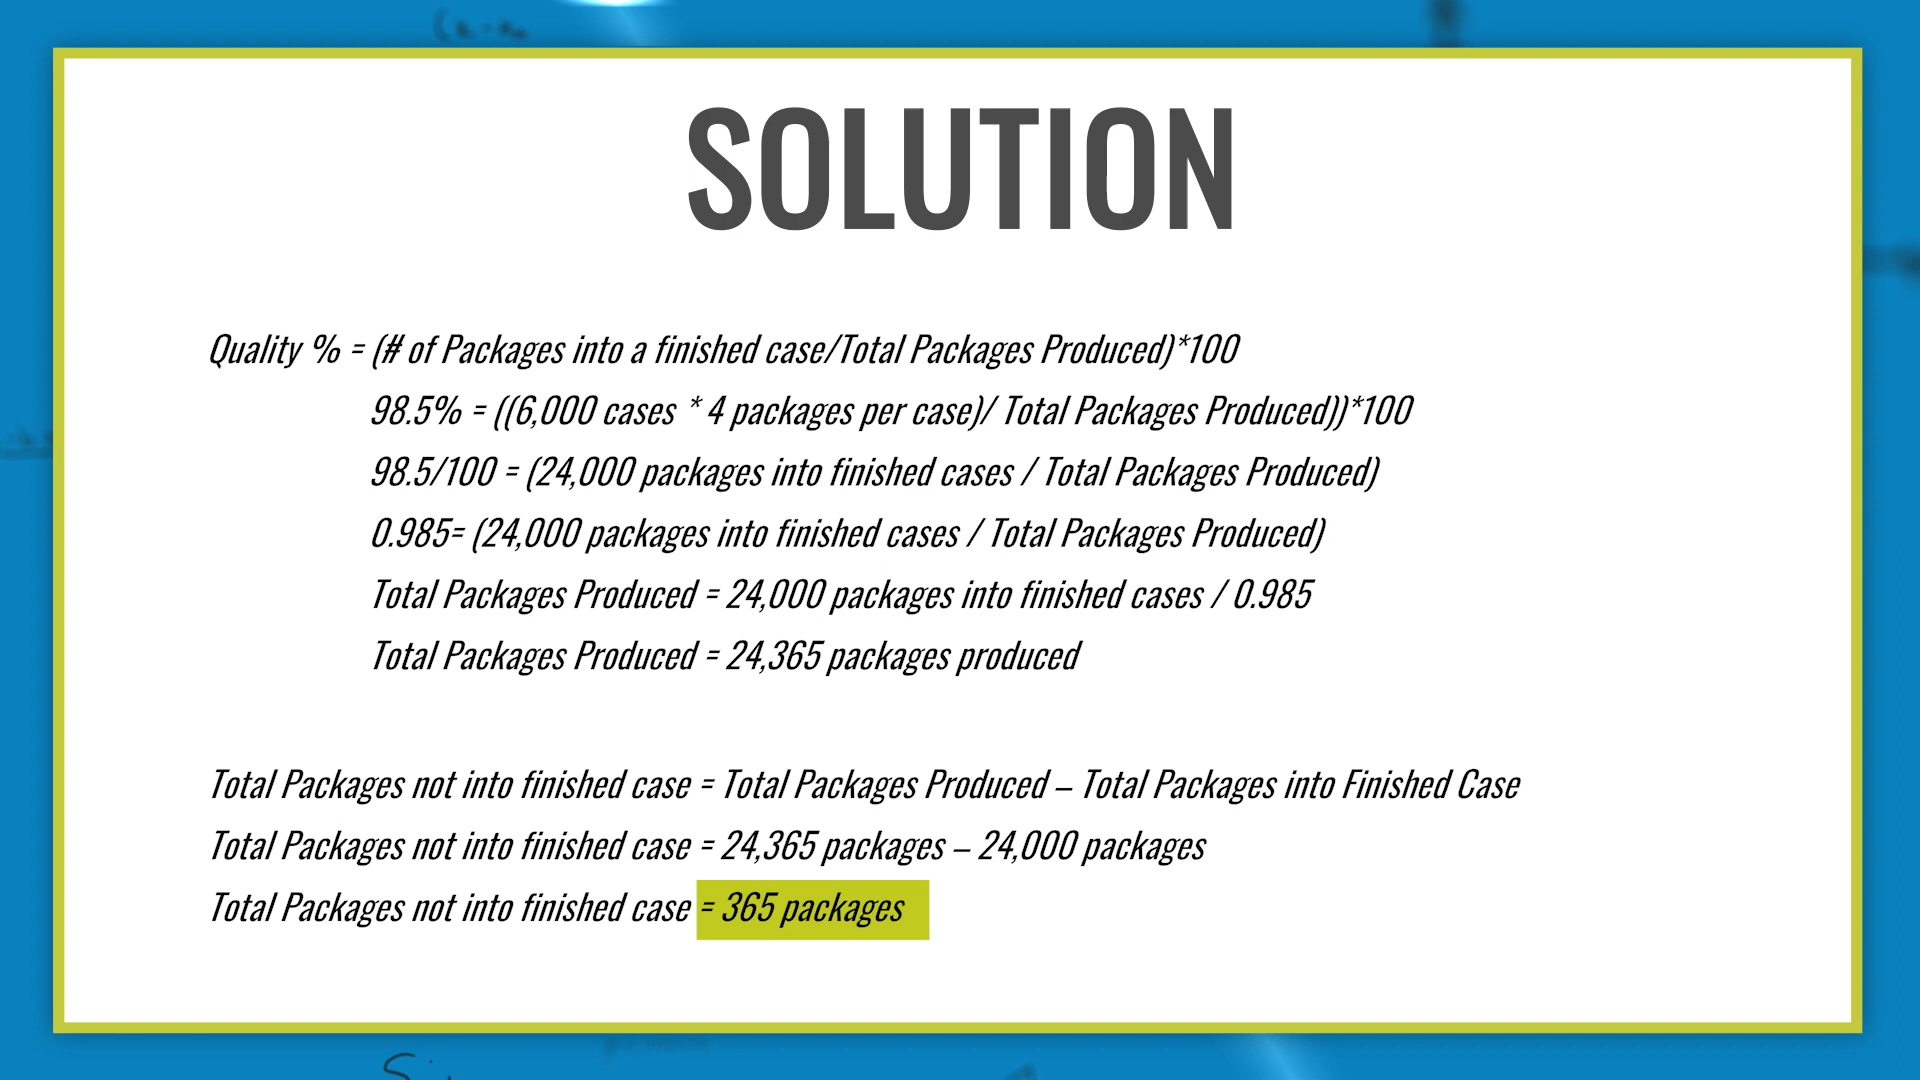 SOLUTION
Quality % = (# of Packages into a finished case/Total Packages Produced)*100
98.5% = ((6,000 cases * 4 packages per case)/ Total Packages Produced))*100
98.5/100 = (24,000 packages into finished cases / Total Packages Produced)
0.985= (24,000 packages into finished cases / Total Packages Produced)
Total Packages Produced = 24,000 packages into finished cases / 0.985
Total Packages Produced = 24,365 packages produced
Total Packages not into finished case = Total Packages Produced – Total Packages into Finished Case
Total Packages not into finished case = 24,365 packages – 24,000 packages
Total Packages not into finished case = 365 packages